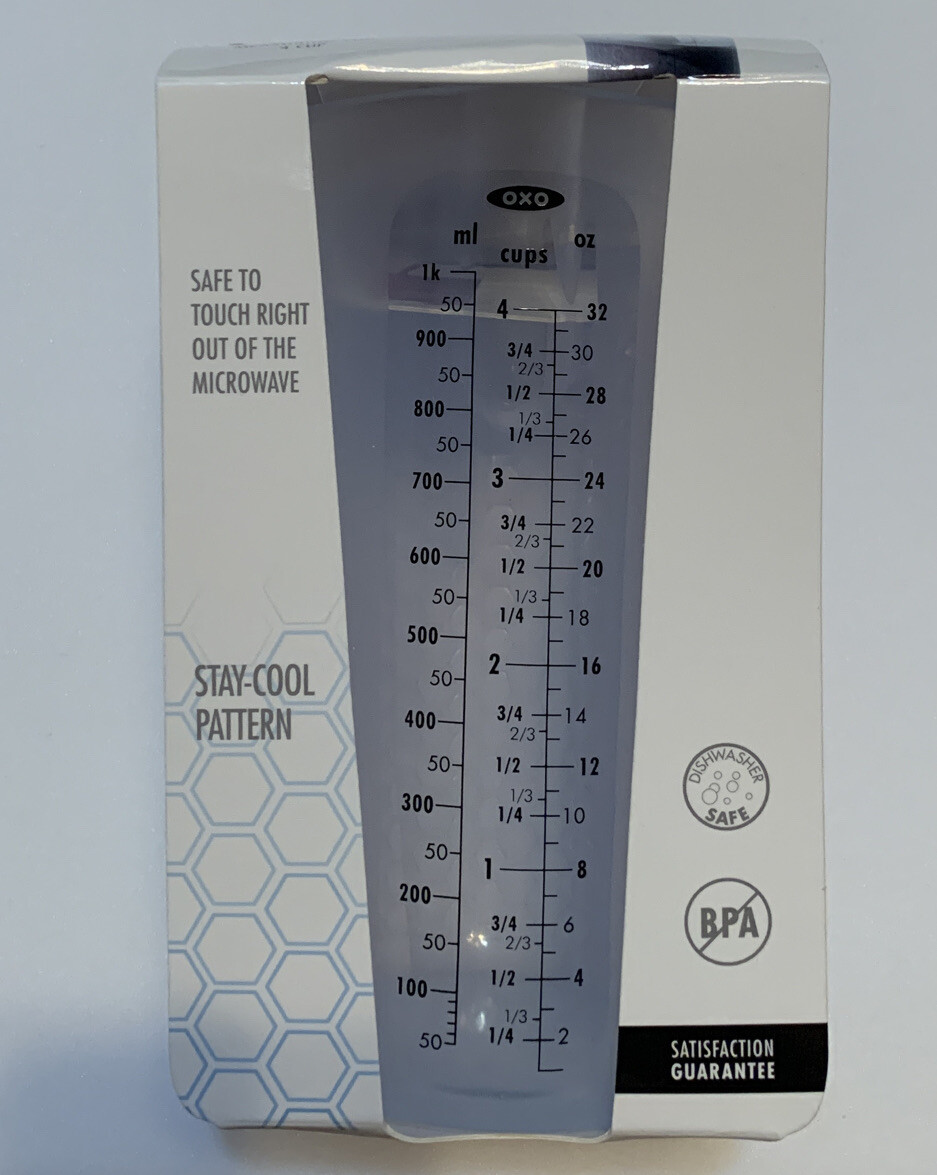 4 CUP
OXO
ml cups oz
1k
50 4 32
900 3/4 30
2/3
50 1/2 28
800 1/3
1/4 26
50
700 3 24
50 3/4 22
2/3
600 1/2 20
50 1/3
1/4 18
500
2 16
50
400 3/4 14
2/3
50 1/2 12
300 1/3
1/4 10
50
1 8
200
3/4 6
50 2/3
100 1/2 4
1/3
50 1/4 2
SAFE TO
TOUCH RIGHT
OUT OF THE
MICROWAVE
STAY-COOL
PATTERN
DISHWASHER
SAFE
BPA
SATISFACTION
GUARANTEE